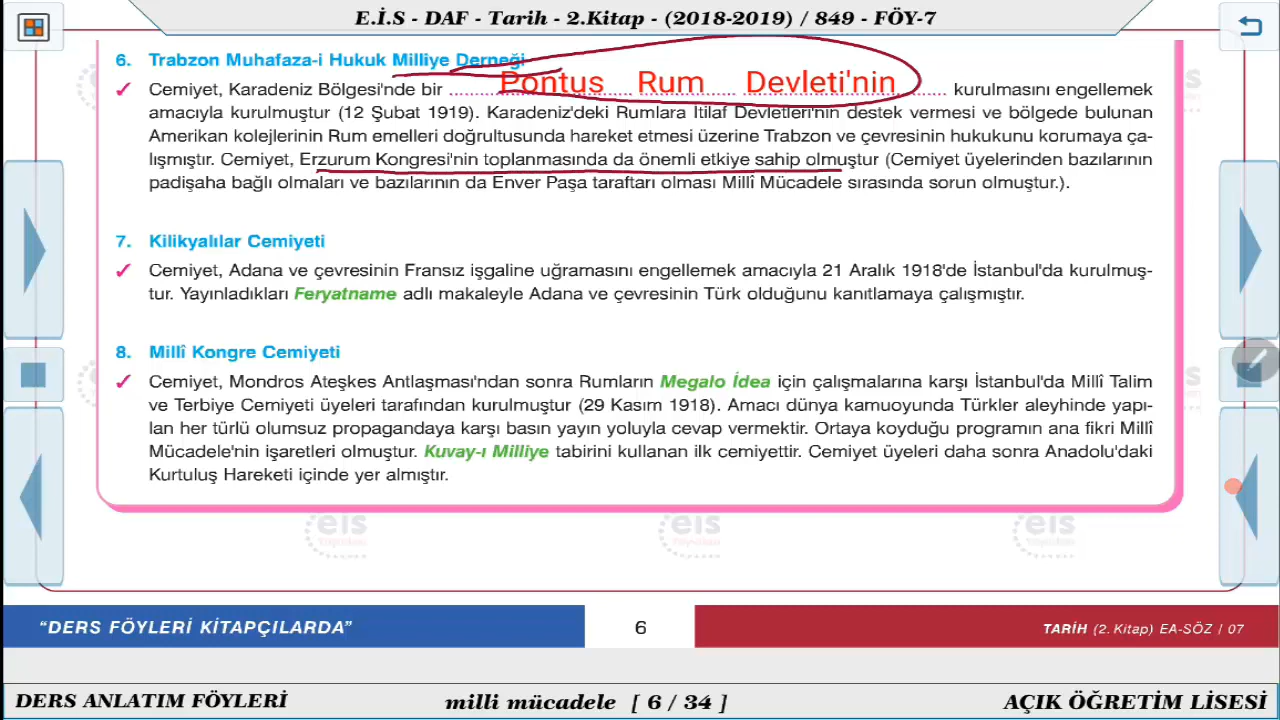 E.İ.S - DAF - Tarih - 2.Kitap - (2018-2019) / 849 - FÖY-7
6. Trabzon Muhafaza-i Hukuk Milliye Derneği
✓ Cemiyet, Karadeniz Bölgesi'nde bir Pontus Rum Devleti'nin kurulmasını engellemek
amacıyla kurulmuştur (12 Şubat 1919). Karadeniz'deki Rumlara İtilaf Devletleri'nin destek vermesi ve bölgede bulunan
Amerikan kolejlerinin Rum emelleri doğrultusunda hareket etmesi üzerine Trabzon ve çevresinin hukukunu korumaya ça-
lışmıştır. Cemiyet, Erzurum Kongresi'nin toplanmasında da önemli etkiye sahip olmuştur (Cemiyet üyelerinden bazılarının
padişaha bağlı olmaları ve bazılarının da Enver Paşa taraftarı olması Millî Mücadele sırasında sorun olmuştur.).
7. Kilikyalılar Cemiyeti
✓ Cemiyet, Adana ve çevresinin Fransız işgaline uğramasını engellemek amacıyla 21 Aralık 1918'de İstanbul'da kurulmuş-
tur. Yayınladıkları Feryatname adlı makaleyle Adana ve çevresinin Türk olduğunu kanıtlamaya çalışmıştır.
8. Millî Kongre Cemiyeti
✓ Cemiyet, Mondros Ateşkes Antlaşması'ndan sonra Rumların Megalo İdea için çalışmalarına karşı İstanbul'da Millî Talim
ve Terbiye Cemiyeti üyeleri tarafından kurulmuştur (29 Kasım 1918). Amacı dünya kamuoyunda Türkler aleyhinde yapı-
lan her türlü olumsuz propagandaya karşı basın yayın yoluyla cevap vermektir. Ortaya koyduğu programın ana fikri Millî
Mücadele'nin işaretleri olmuştur. Kuvay-ı Milliye tabirini kullanan ilk cemiyettir. Cemiyet üyeleri daha sonra Anadolu'daki
Kurtuluş Hareketi içinde yer almıştır.
eis eis eis
"DERS FÖYLERİ KİTAPÇILARDA"
6
TARİH (2. Kitap) EA-SÖZ / 07
DERS ANLATIM FÖYLERİ
milli mücadele [ 6 / 34 ]
AÇIK ÖĞRETİM LİSESİ